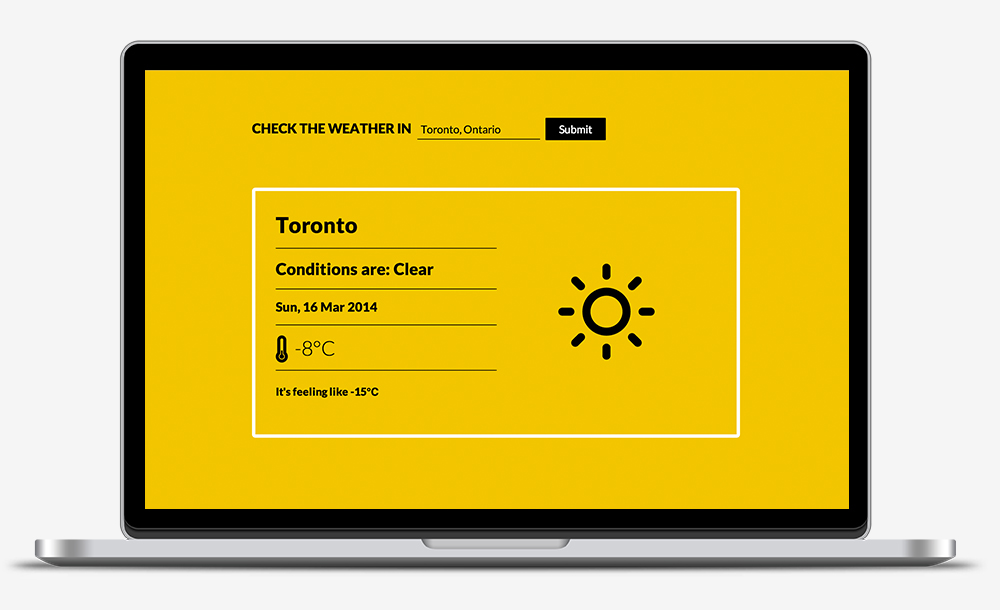 CHECK THE WEATHER IN Toronto, Ontario Submit
Toronto
Conditions are: Clear
Sun, 16 Mar 2014
-8°C
It's feeling like -15°C